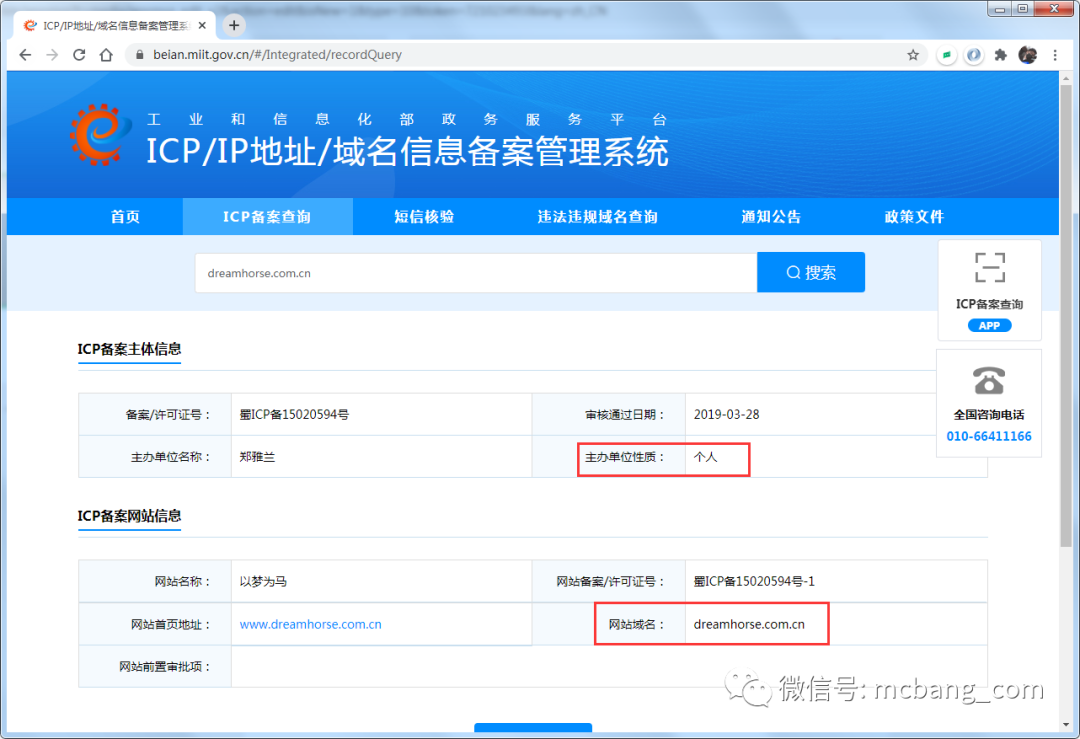 CTP/IP地址/域名信息备案管理系
beian.miit.gov.cn/#/Integrated/recordQuery
工业和信息化部政务服务平台
ICP/IP地址/域名信息备案管理系统
首页 ICP备案查询 短信核验 违法违规域名查询 通知公告 政策文件
dreamhorse.com.cn 搜索
ICP备案查询
APP
全国咨询电话
010-66411166
ICP备案主体信息
备案/许可证号： 蜀ICP备15020594号 审核通过日期： 2019-03-28
主办单位名称： 郑雅兰 主办单位性质： 个人
ICP备案网站信息
网站名称： 以梦为马 网站备案/许可证号： 蜀ICP备15020594号-1
网站首页地址： www.dreamhorse.com.cn 网站域名： dreamhorse.com.cn
网站前置审批项：
微信号: mcbang_com